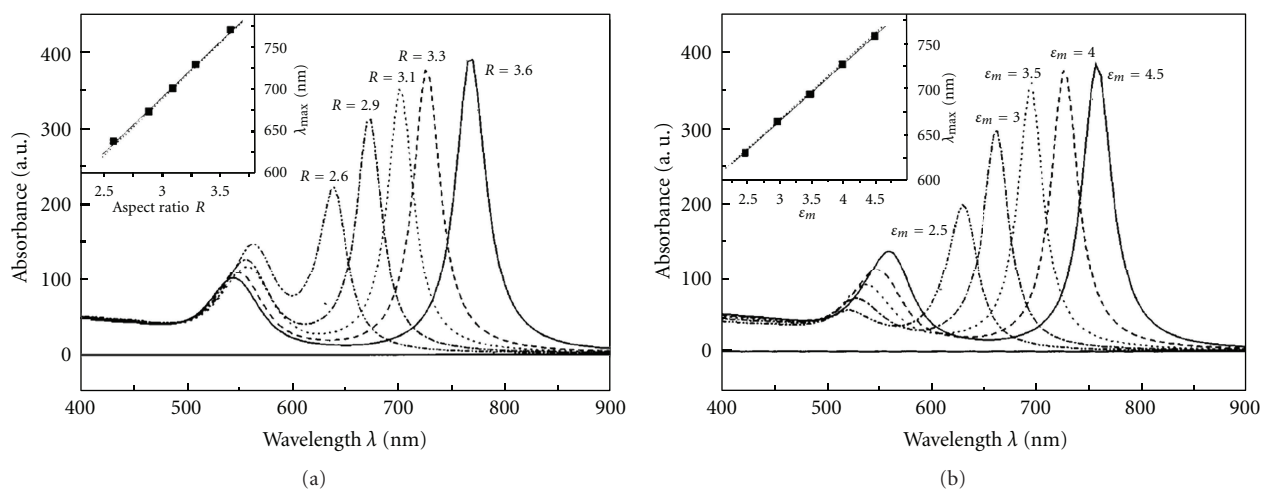 400
300
200
100
0
Absorbance (a. u.)
400
500
600
700
800
900
Wavelength λ (nm)
R = 2.6
R = 2.9
R = 3.1
R = 3.3
R = 3.6
750
700
650
600
λmax (nm)
2.5
3
3.5
Aspect ratio R
(a)
400
300
200
100
0
Absorbance (a. u.)
400
500
600
700
800
900
Wavelength λ (nm)
εm = 2.5
εm = 3
εm = 3.5
εm = 4
εm = 4.5
750
700
650
600
λmax (nm)
2.5
3
3.5
4
4.5
εm
(b)